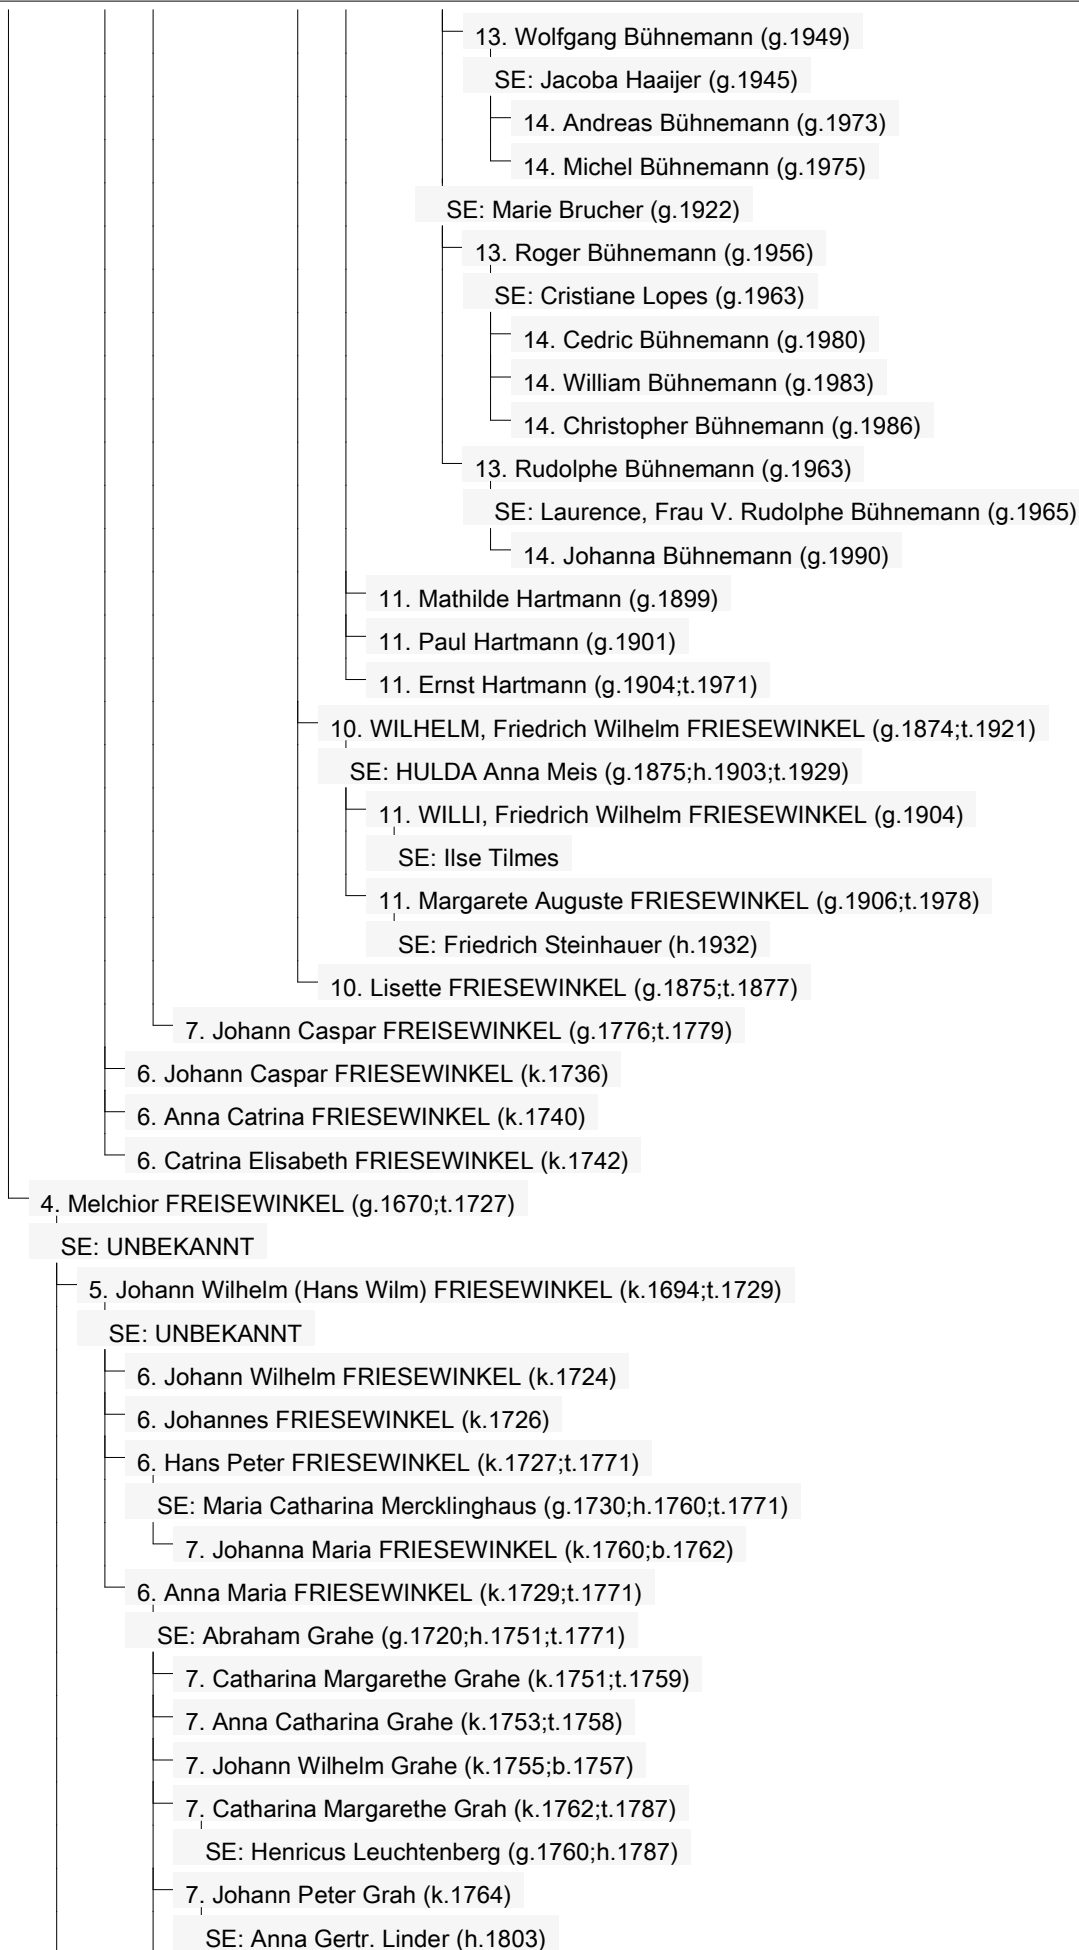 13. Wolfgang Bühnemann (g.1949)
SE: Jacoba Haaijer (g.1945)
14. Andreas Bühnemann (g.1973)
14. Michel Bühnemann (g.1975)
SE: Marie Brucher (g.1922)
13. Roger Bühnemann (g.1956)
SE: Cristiane Lopes (g.1963)
14. Cedric Bühnemann (g.1980)
14. William Bühnemann (g.1983)
14. Christopher Bühnemann (g.1986)
13. Rudolphe Bühnemann (g.1963)
SE: Laurence, Frau V. Rudolphe Bühnemann (g.1965)
14. Johanna Bühnemann (g.1990)
11. Mathilde Hartmann (g.1899)
11. Paul Hartmann (g.1901)
11. Ernst Hartmann (g.1904;t.1971)
10. WILHELM, Friedrich Wilhelm FRIESEWINKEL (g.1874;t.1921)
SE: HULDA Anna Meis (g.1875;h.1903;t.1929)
11. WILLI, Friedrich Wilhelm FRIESEWINKEL (g.1904)
SE: Ilse Tilmes
11. Margarete Auguste FRIESEWINKEL (g.1906;t.1978)
SE: Friedrich Steinhauer (h.1932)
10. Lisette FRIESEWINKEL (g.1875;t.1877)
7. Johann Caspar FREISEWINKEL (g.1776;t.1779)
6. Johann Caspar FRIESEWINKEL (k.1736)
6. Anna Catrina FRIESEWINKEL (k.1740)
6. Catrina Elisabeth FRIESEWINKEL (k.1742)
4. Melchior FREISEWINKEL (g.1670;t.1727)
SE: UNBEKANNT
5. Johann Wilhelm (Hans Wilm) FRIESEWINKEL (k.1694;t.1729)
SE: UNBEKANNT
6. Johann Wilhelm FRIESEWINKEL (k.1724)
6. Johannes FRIESEWINKEL (k.1726)
6. Hans Peter FRIESEWINKEL (k.1727;t.1771)
SE: Maria Catharina Mercklinghaus (g.1730;h.1760;t.1771)
7. Johanna Maria FRIESEWINKEL (k.1760;b.1762)
6. Anna Maria FRIESEWINKEL (k.1729;t.1771)
SE: Abraham Grahe (g.1720;h.1751;t.1771)
7. Catharina Margarethe Grahe (k.1751;t.1759)
7. Anna Catharina Grahe (k.1753;t.1758)
7. Johann Wilhelm Grahe (k.1755;b.1757)
7. Catharina Margarethe Grah (k.1762;t.1787)
SE: Henricus Leuchtenberg (g.1760;h.1787)
7. Johann Peter Grah (k.1764)
SE: Anna Gertr. Linder (h.1803)